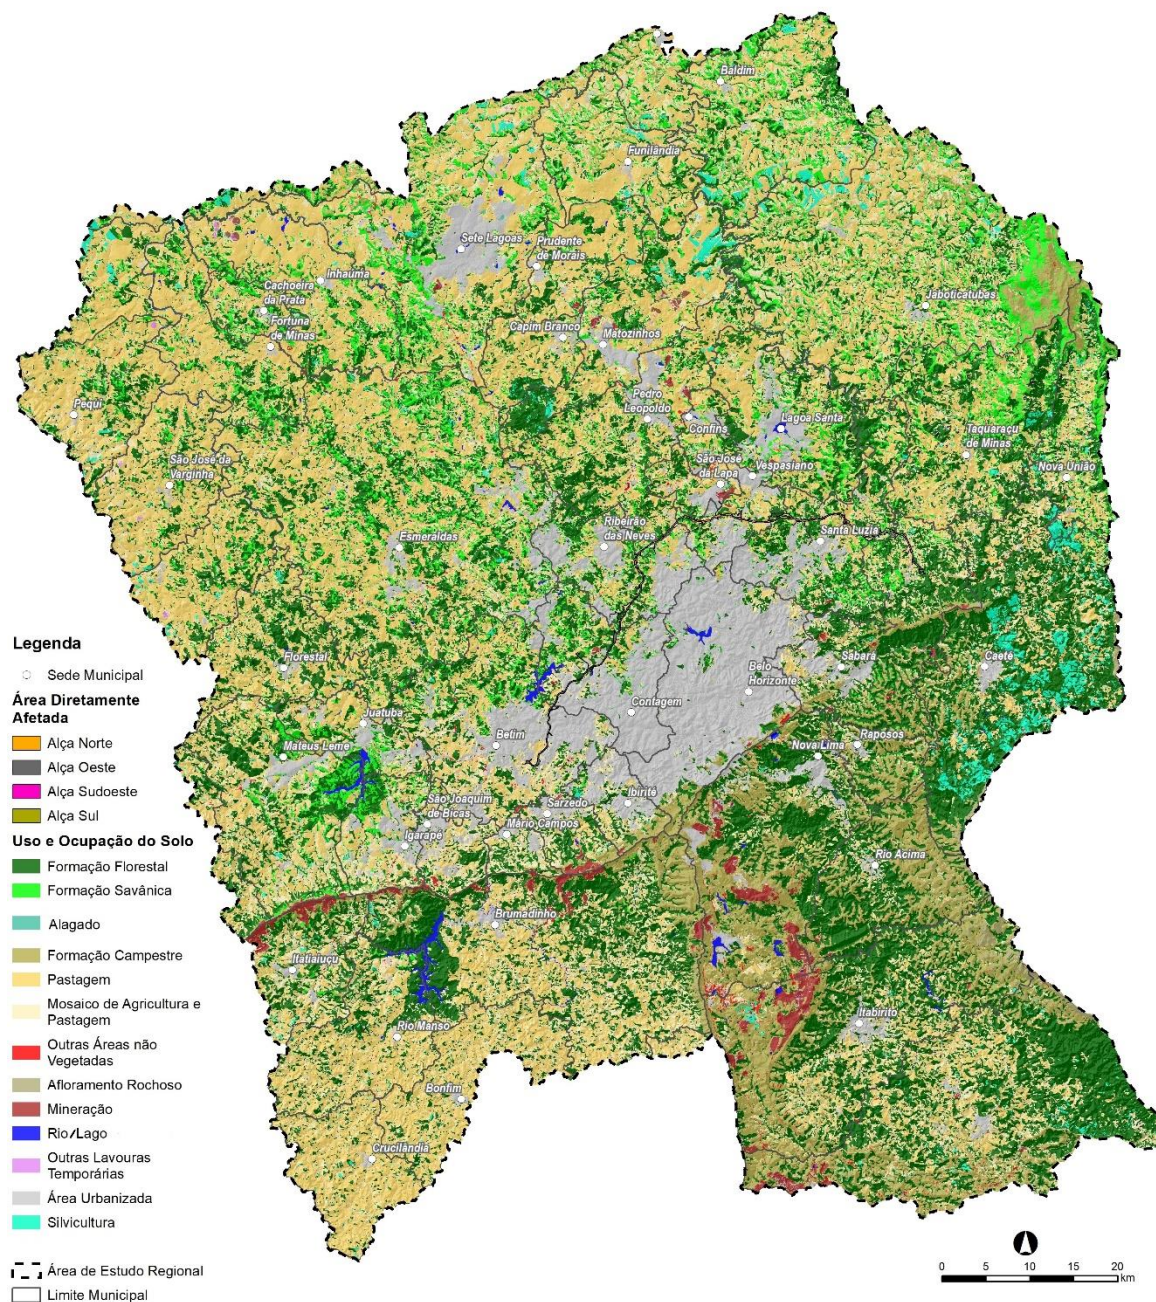 Baldim
Funilândia
Sete Lagoas
Prudente
de Morais
Inhaúma
Cachoeira
da Prata
Fortuna
de Minas
Jaboticatubas
Capim Branco
Matozinhos
Pequi
Pedro
Leopoldo
Confins
Lagoa Santa
Taquaraçu
de Minas
São José da
Varginha
São José
da Lapa
Vespasiano
Nova União
Esmeraldas
Ribeirão
das Neves
Santa Luzia
Florestal
Sabará
Caeté
Belo
Horizonte
Contagem
Juatuba
Mateus Leme
Betim
Nova Lima
Raposos
São Joaquim
de Bicas
Sarzedo
Ibirité
Mário Campos
Igarapé
Rio Acima
Brumadinho
Itatiaiuçu
Rio Manso
Itabirito
Bonfim
Crucilândia
Legenda
Sede Municipal
Área Diretamente
Afetada
Alça Norte
Alça Oeste
Alça Sudoeste
Alça Sul
Uso e Ocupação do Solo
Formação Florestal
Formação Savânica
Alagado
Formação Campestre
Pastagem
Mosaico de Agricultura e
Pastagem
Outras Áreas não
Vegetadas
Afloramento Rochoso
Mineração
Rio/Lago
Outras Lavouras
Temporárias
Área Urbanizada
Silvicultura
Área de Estudo Regional
Limite Municipal
0 5 10 15 20
km